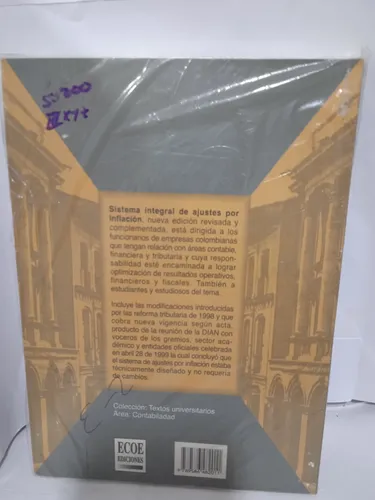 50 000
Sistema integral de ajustes por
inflación, nueva edición revisada y
complementada, está dirigida a los
funcionarios de empresas colombianas
que tengan relación con áreas contable,
financiera y tributaria y cuya respon-
sabilidad esté encaminada a lograr
optimización de resultados operativos,
financieros y fiscales. También a
estudiantes y estudiosos del tema.
Incluye las modificaciones introducidas
por las reforma tributaria de 1998 y que
cobra nueva vigencia según acta,
producto de la reunión de la DIAN con
voceros de los gremios, sector aca-
démico y entidades oficiales celebrada
en abril 28 de 1999 la cual concluyó que
el sistema de ajustes por inflación estaba
técnicamente diseñado y no requería
de cambios.
Colección: Textos universitarios
Área: Contabilidad
ECOE
EDICIONES